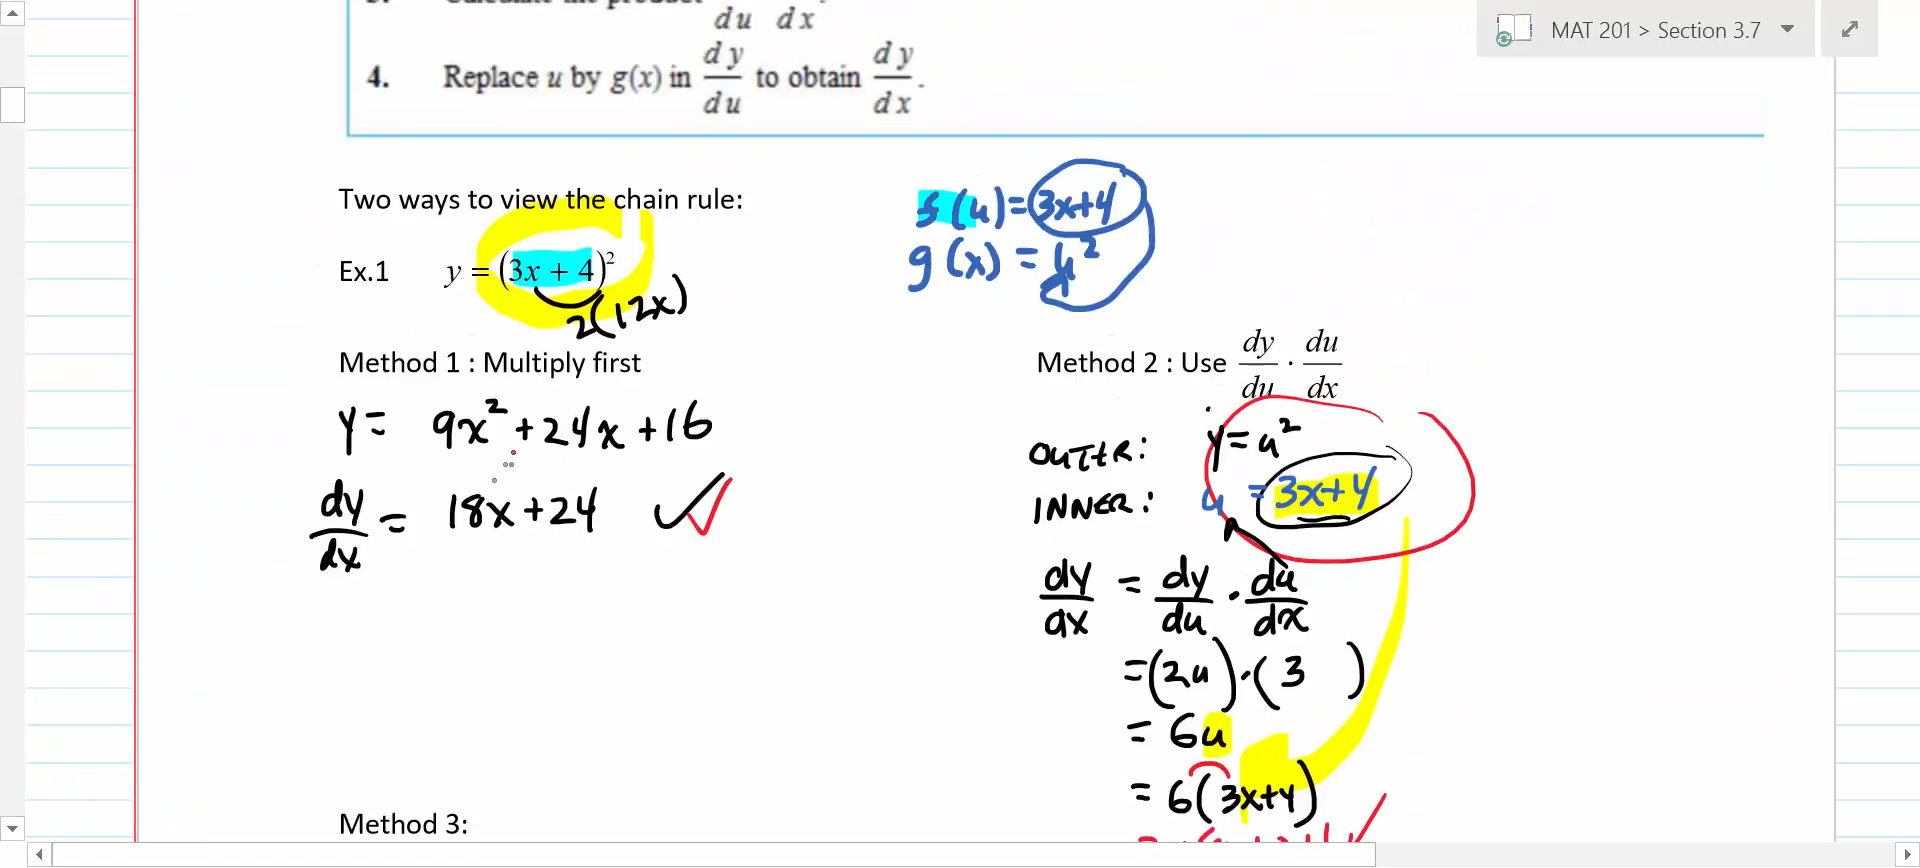 du dx
MAT 201 > Section 3.7
4. Replace u by g(x) in dy/du to obtain dy/dx.
Two ways to view the chain rule:
f(u) = 3x+4
g(x) = u²
Ex.1 y = (3x + 4)²
2(12x)
Method 1 : Multiply first
y = 9x² + 24x + 16
dy/dx = 18x + 24
Method 2 : Use dy/du · du/dx
OUTER: y = u²
INNER: u = 3x+4
dy/dx = dy/du · du/dx
= (2u) · (3 )
= 6u
= 6(3x+4)
Method 3: